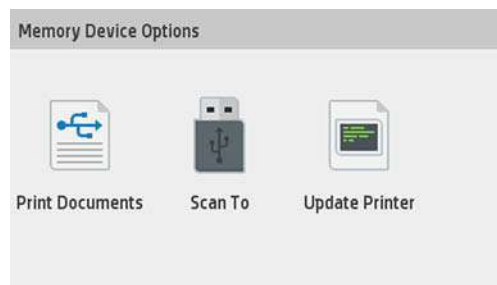 Memory Device Options
Print Documents
Scan To
Update Printer